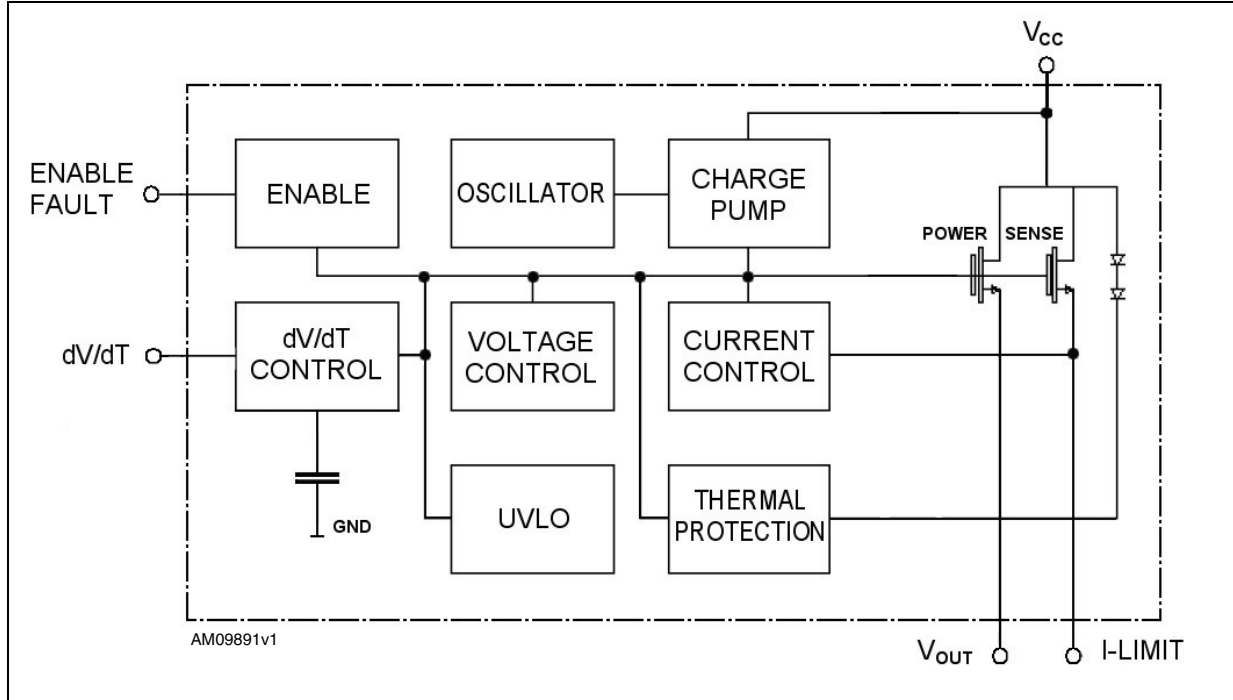 VCC
ENABLE
FAULT
ENABLE
OSCILLATOR
CHARGE
PUMP
POWER
SENSE
dV/dT
dV/dT
CONTROL
VOLTAGE
CONTROL
CURRENT
CONTROL
GND
UVLO
THERMAL
PROTECTION
AM09891v1
VOUT
I-LIMIT